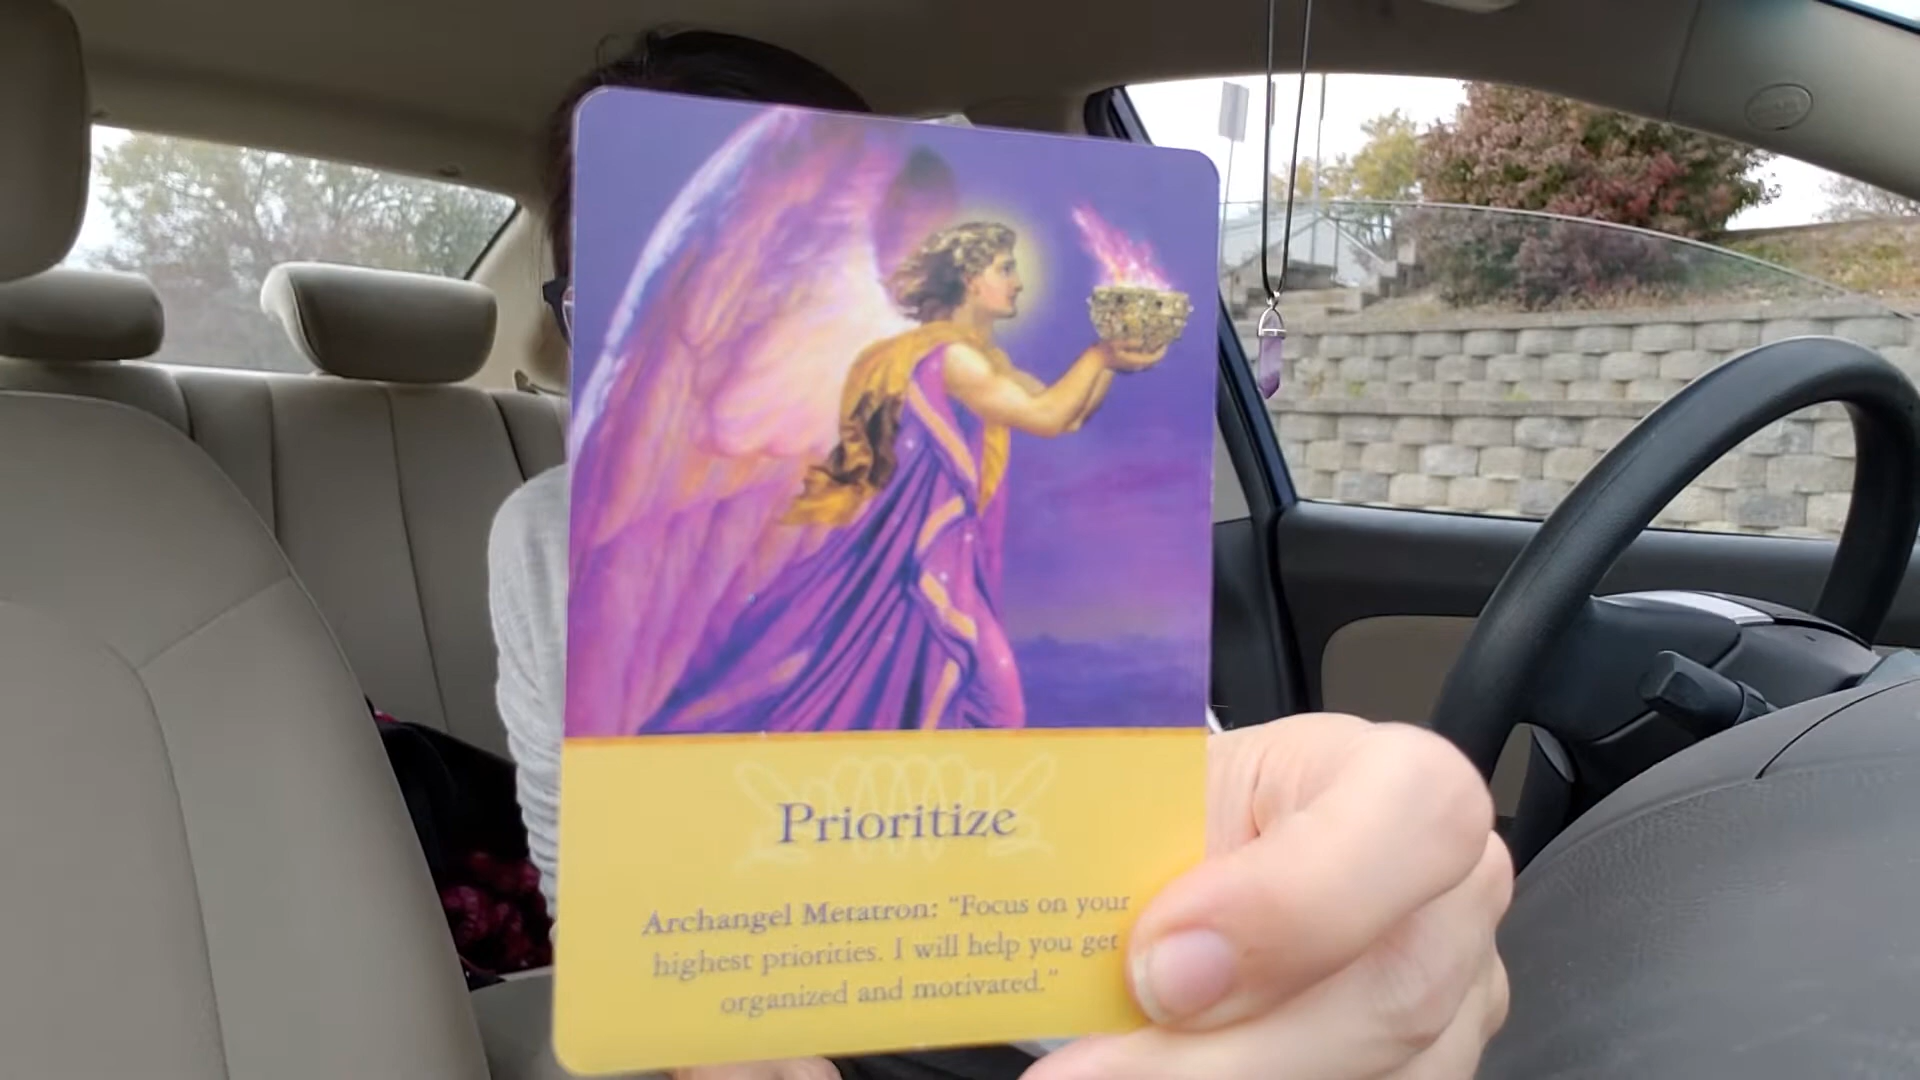 Prioritize
Archangel Metatron: "Focus on your
highest priorities. I will help you get
organized and motivated."